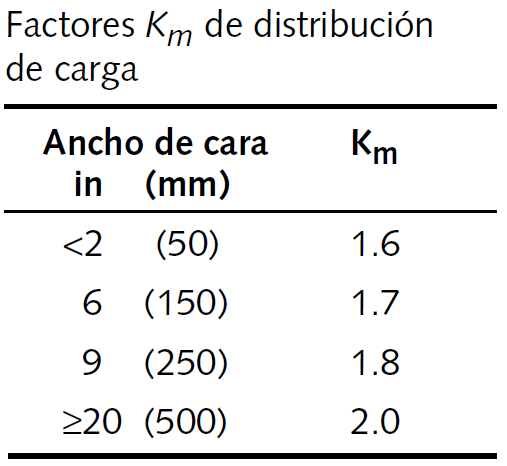 Factores Km de distribución
de carga
Ancho de cara Km
in (mm)
<2 (50) 1.6
6 (150) 1.7
9 (250) 1.8
≥20 (500) 2.0